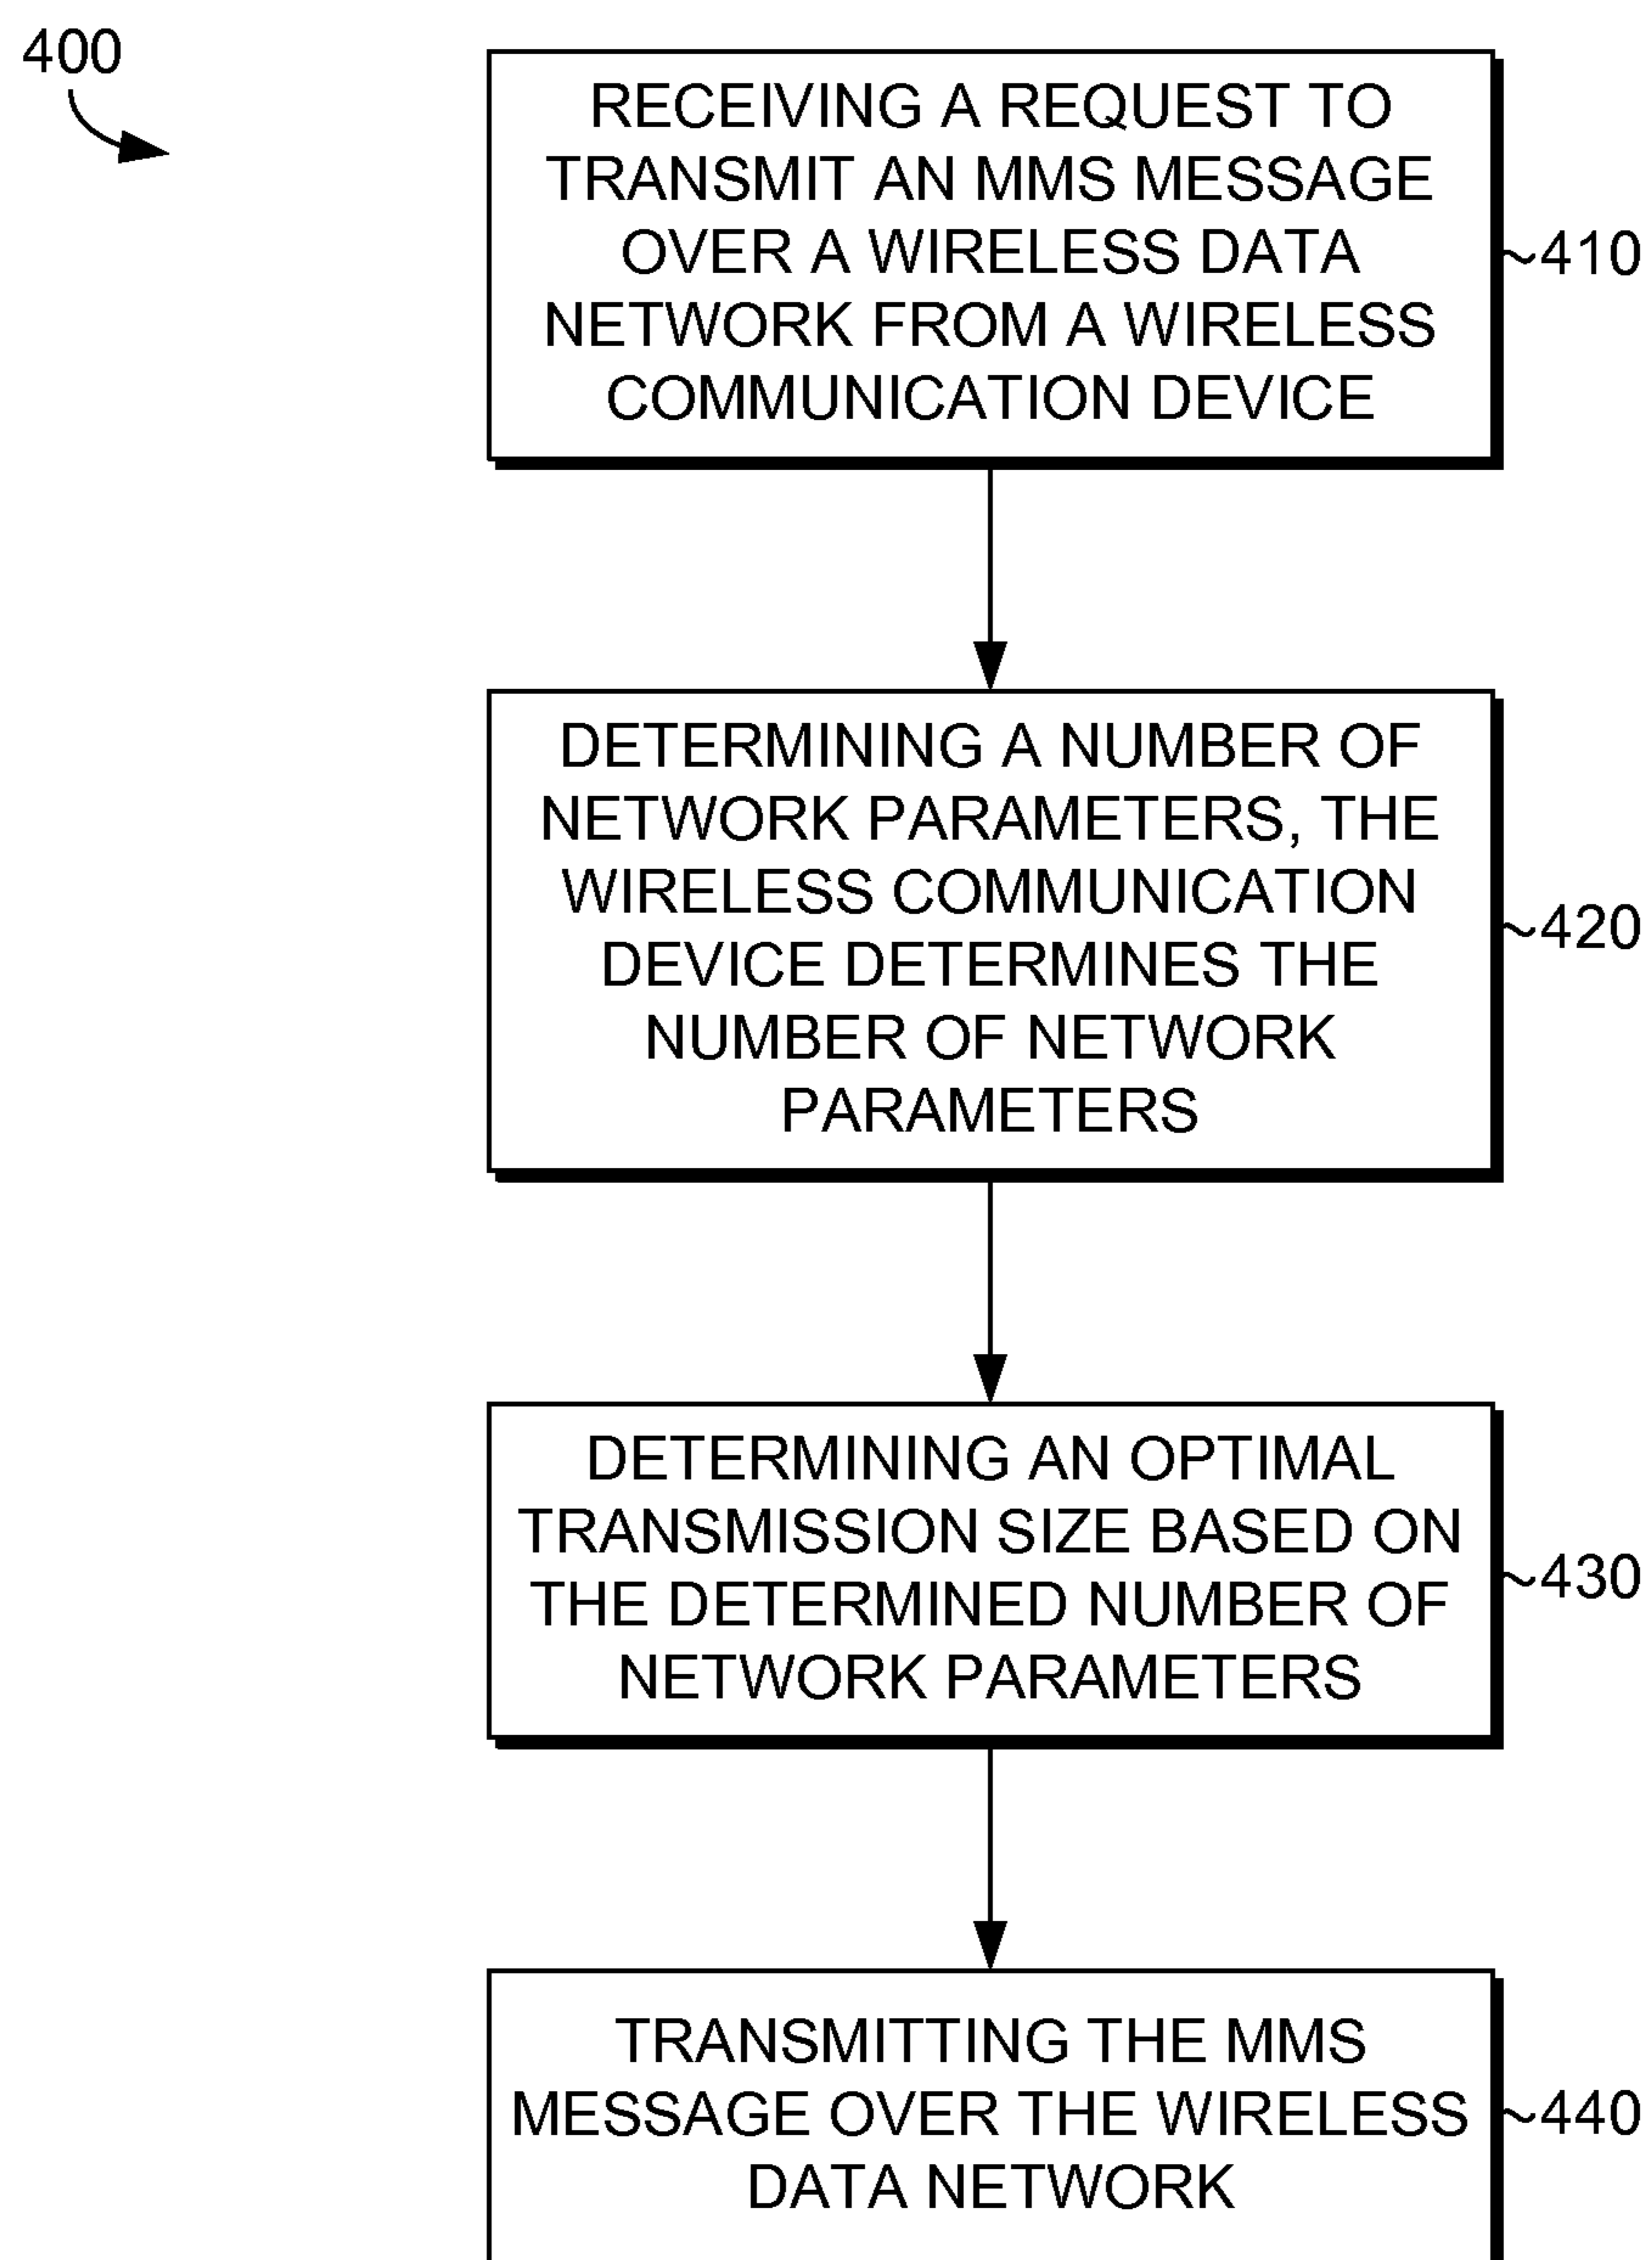 400
RECEIVING A REQUEST TO
TRANSMIT AN MMS MESSAGE
OVER A WIRELESS DATA
NETWORK FROM A WIRELESS
COMMUNICATION DEVICE
410
DETERMINING A NUMBER OF
NETWORK PARAMETERS, THE
WIRELESS COMMUNICATION
DEVICE DETERMINES THE
NUMBER OF NETWORK
PARAMETERS
420
DETERMINING AN OPTIMAL
TRANSMISSION SIZE BASED ON
THE DETERMINED NUMBER OF
NETWORK PARAMETERS
430
TRANSMITTING THE MMS
MESSAGE OVER THE WIRELESS
DATA NETWORK
440